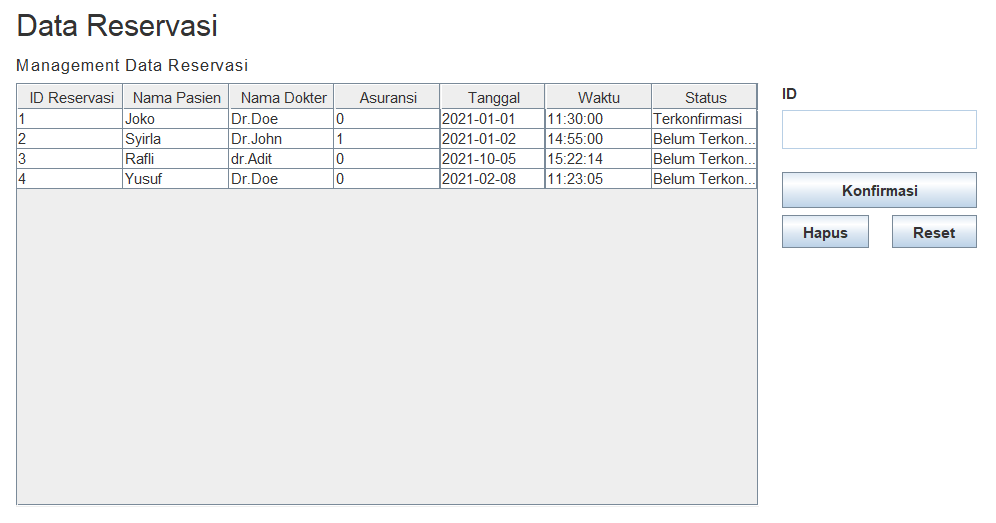 Data Reservasi
Management Data Reservasi
ID Reservasi Nama Pasien Nama Dokter Asuransi Tanggal Waktu Status
1 Joko Dr.Doe 0 2021-01-01 11:30:00 Terkonfirmasi
2 Syirla Dr.John 1 2021-01-02 14:55:00 Belum Terkon...
3 Rafli dr.Adit 0 2021-10-05 15:22:14 Belum Terkon...
4 Yusuf Dr.Doe 0 2021-02-08 11:23:05 Belum Terkon...
ID
Konfirmasi
Hapus Reset